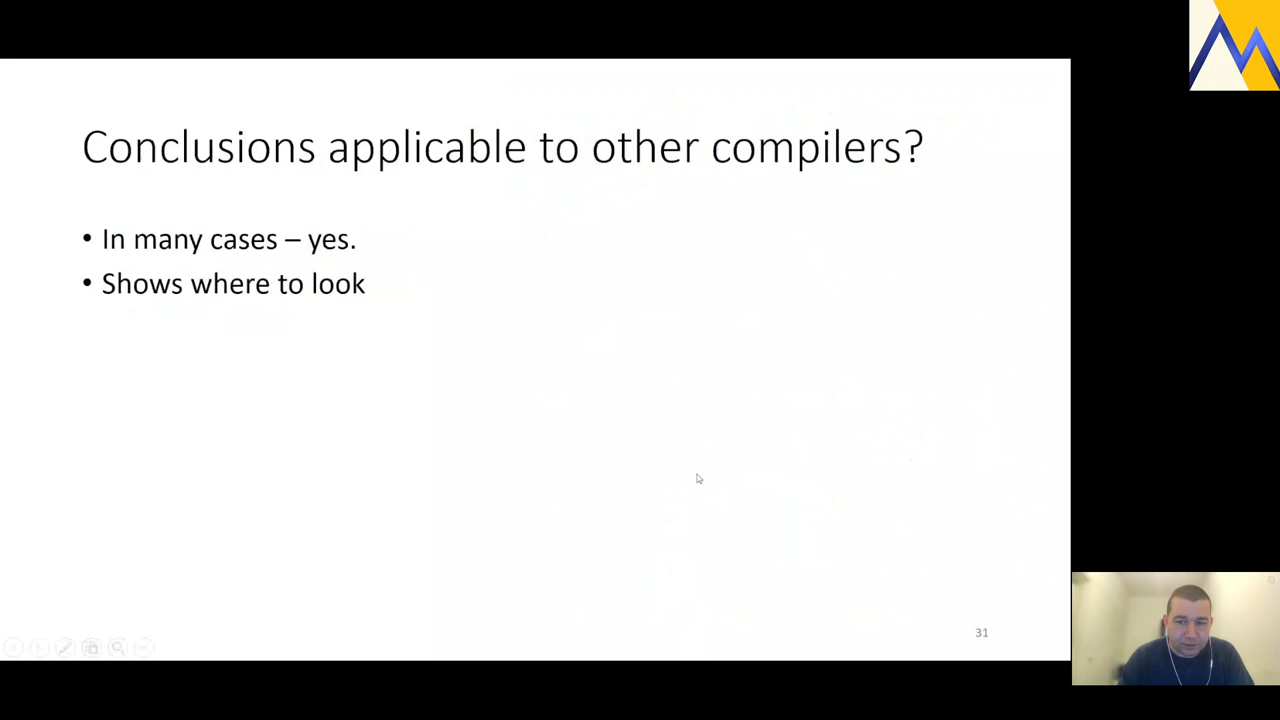 Conclusions applicable to other compilers?
• In many cases – yes.
• Shows where to look
31